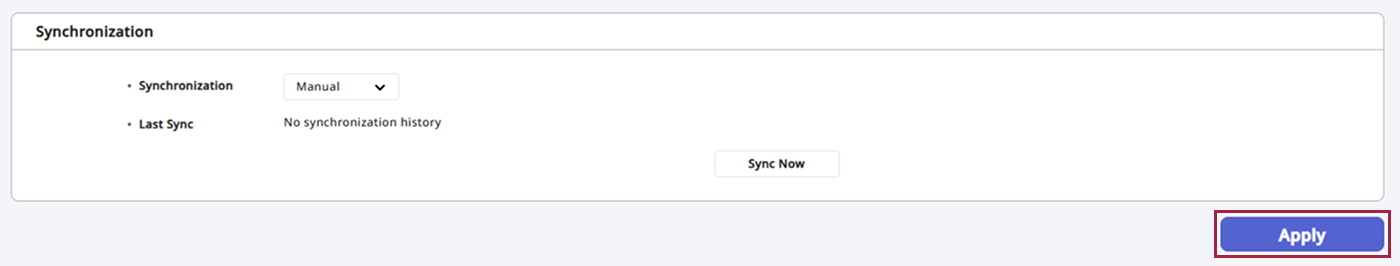 Synchronization
• Synchronization Manual
• Last Sync No synchronization history
Sync Now
Apply